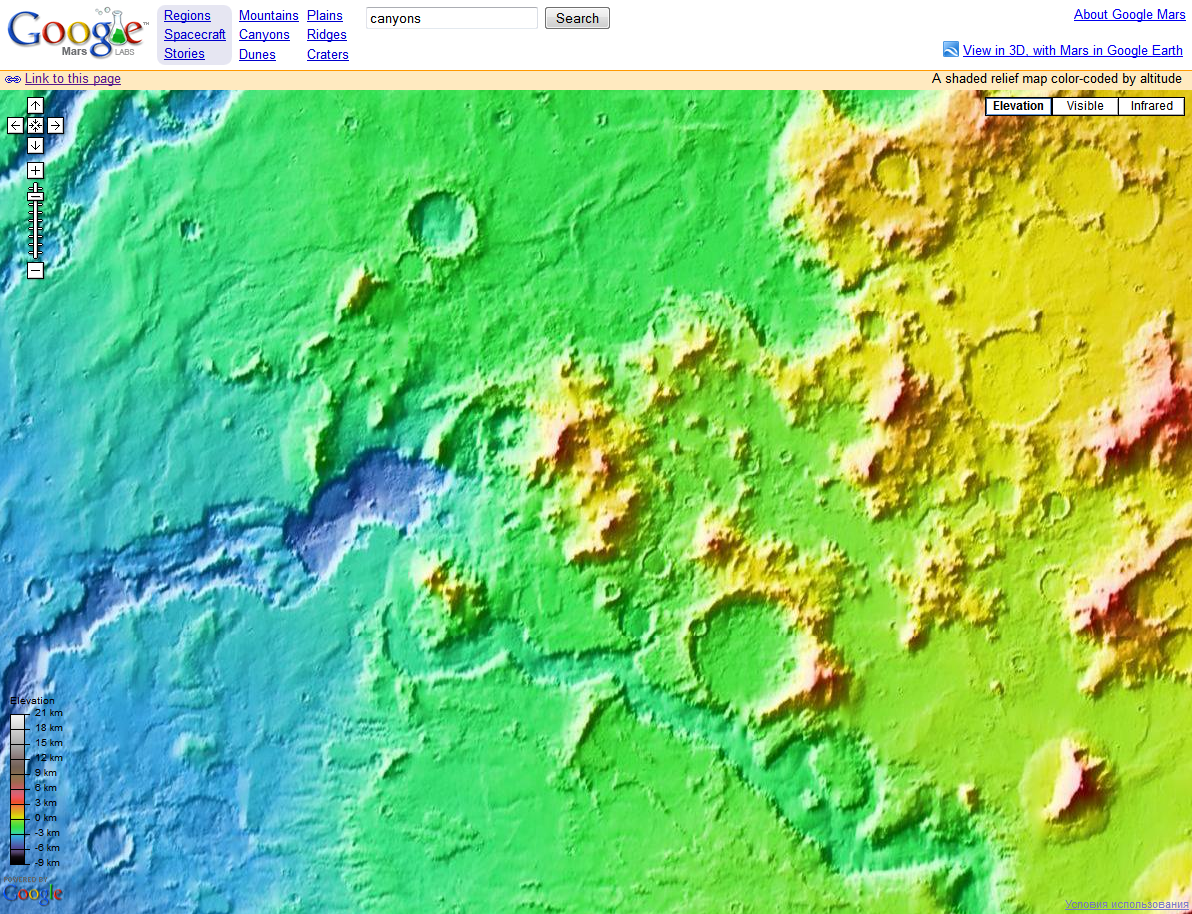 Google™
Mars LABS
Regions Mountains Plains
Spacecraft Canyons Ridges
Stories Dunes Craters
canyons Search
About Google Mars
View in 3D, with Mars in Google Earth
Link to this page
A shaded relief map color-coded by altitude
Elevation Visible Infrared
Elevation
21 km
18 km
15 km
12 km
9 km
6 km
3 km
0 km
-3 km
-6 km
-9 km
POWERED BY
Google
Условия использования